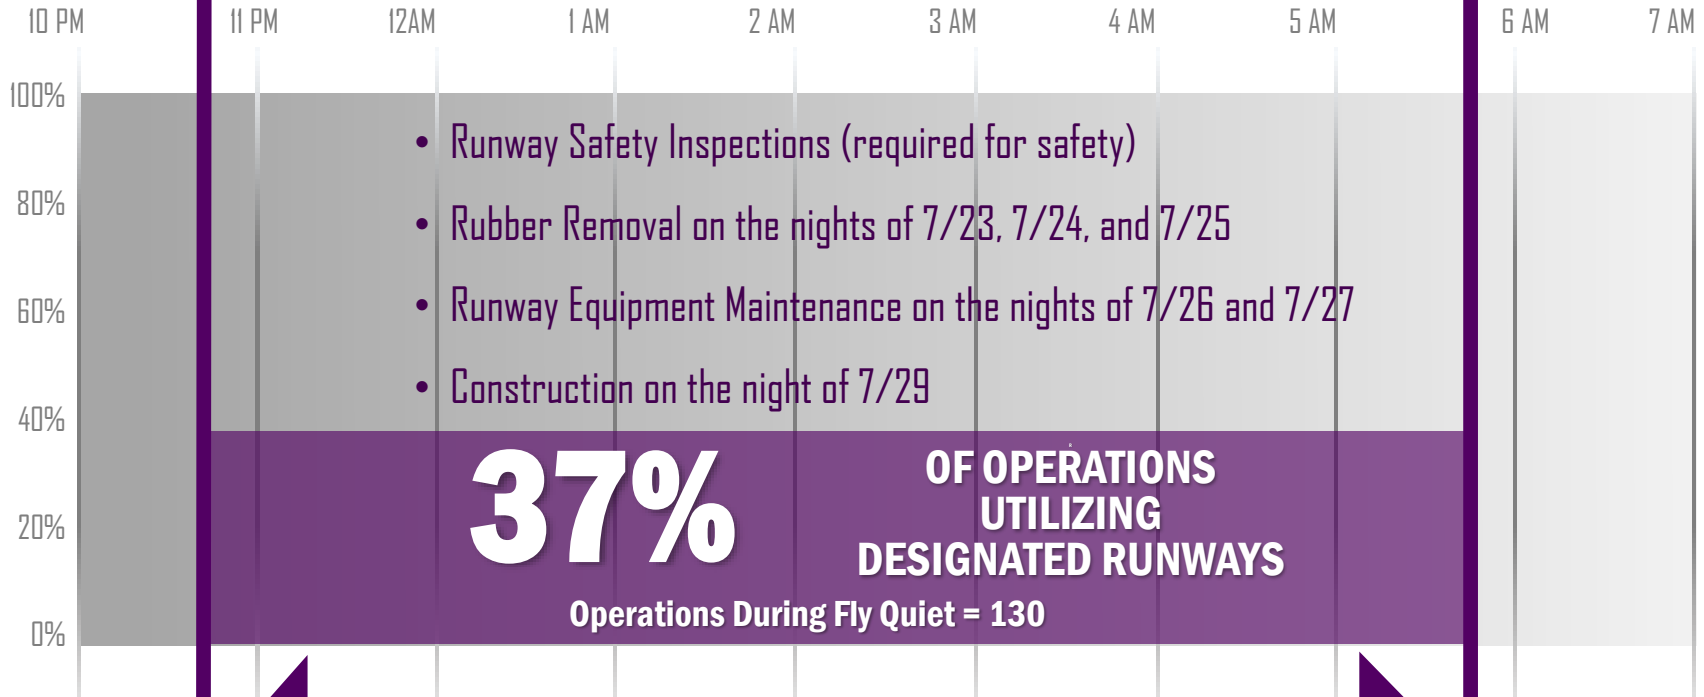 10 PM 11 PM 12AM 1 AM 2 AM 3 AM 4 AM 5 AM 6 AM 7 AM
100%
• Runway Safety Inspections (required for safety)
80%
• Rubber Removal on the nights of 7/23, 7/24, and 7/25
60%
• Runway Equipment Maintenance on the nights of 7/26 and 7/27
• Construction on the night of 7/29
40%
37%
OF OPERATIONS
UTILIZING
DESIGNATED RUNWAYS
20%
Operations During Fly Quiet = 130
0%